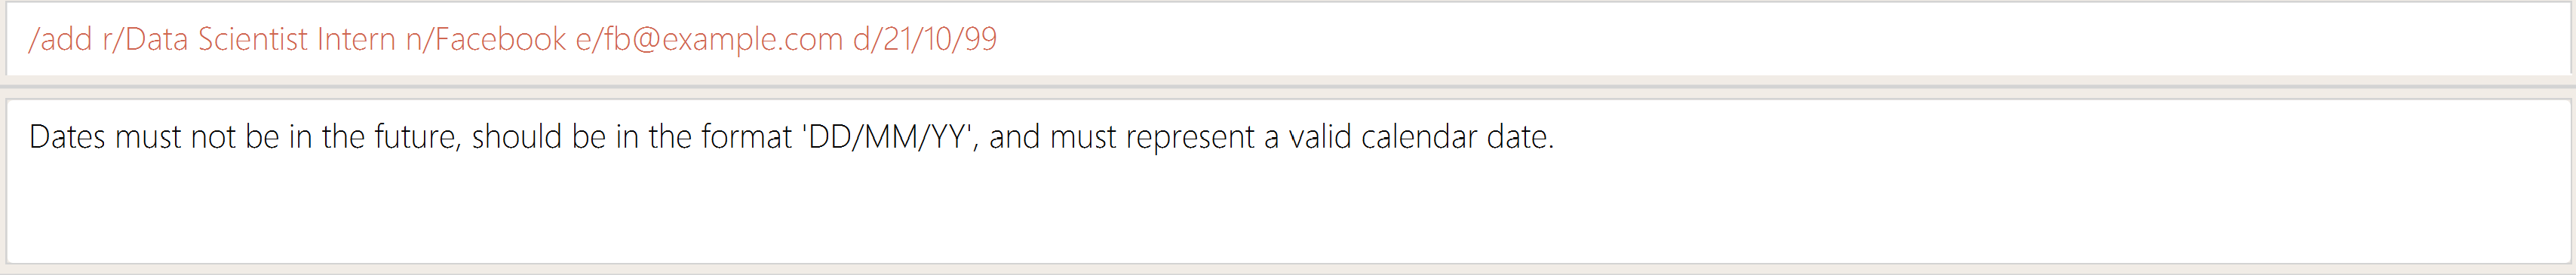 /add r/Data Scientist Intern n/Facebook e/fb@example.com d/21/10/99
Dates must not be in the future, should be in the format 'DD/MM/YY', and must represent a valid calendar date.